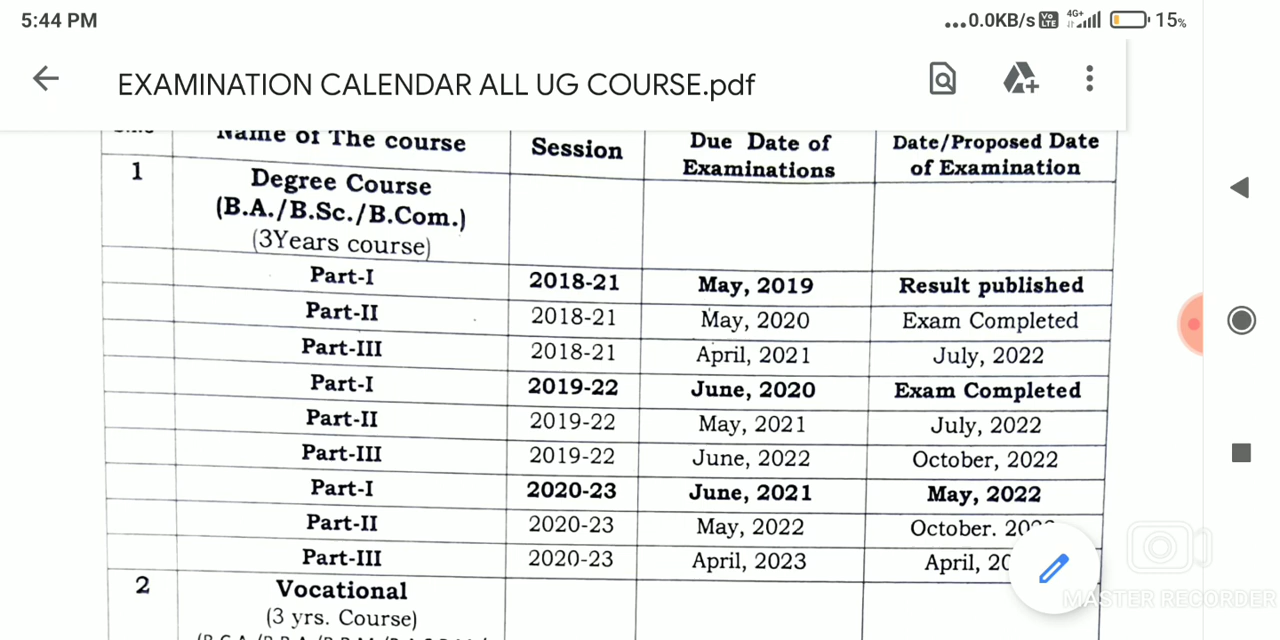 5:44 PM
...0.0KB/s Vo LTE 4G+ 15%
EXAMINATION CALENDAR ALL UG COURSE.pdf
Name of The course Session Due Date of Examinations Date/Proposed Date of Examination
1 Degree Course
(B.A./B.Sc./B.Com.)
(3Years course)
Part-I 2018-21 May, 2019 Result published
Part-II 2018-21 May, 2020 Exam Completed
Part-III 2018-21 April, 2021 July, 2022
Part-I 2019-22 June, 2020 Exam Completed
Part-II 2019-22 May, 2021 July, 2022
Part-III 2019-22 June, 2022 October, 2022
Part-I 2020-23 June, 2021 May, 2022
Part-II 2020-23 May, 2022 October.
Part-III 2020-23 April, 2023 April,
2 Vocational
(3 yrs. Course)
MASTER RECORDER